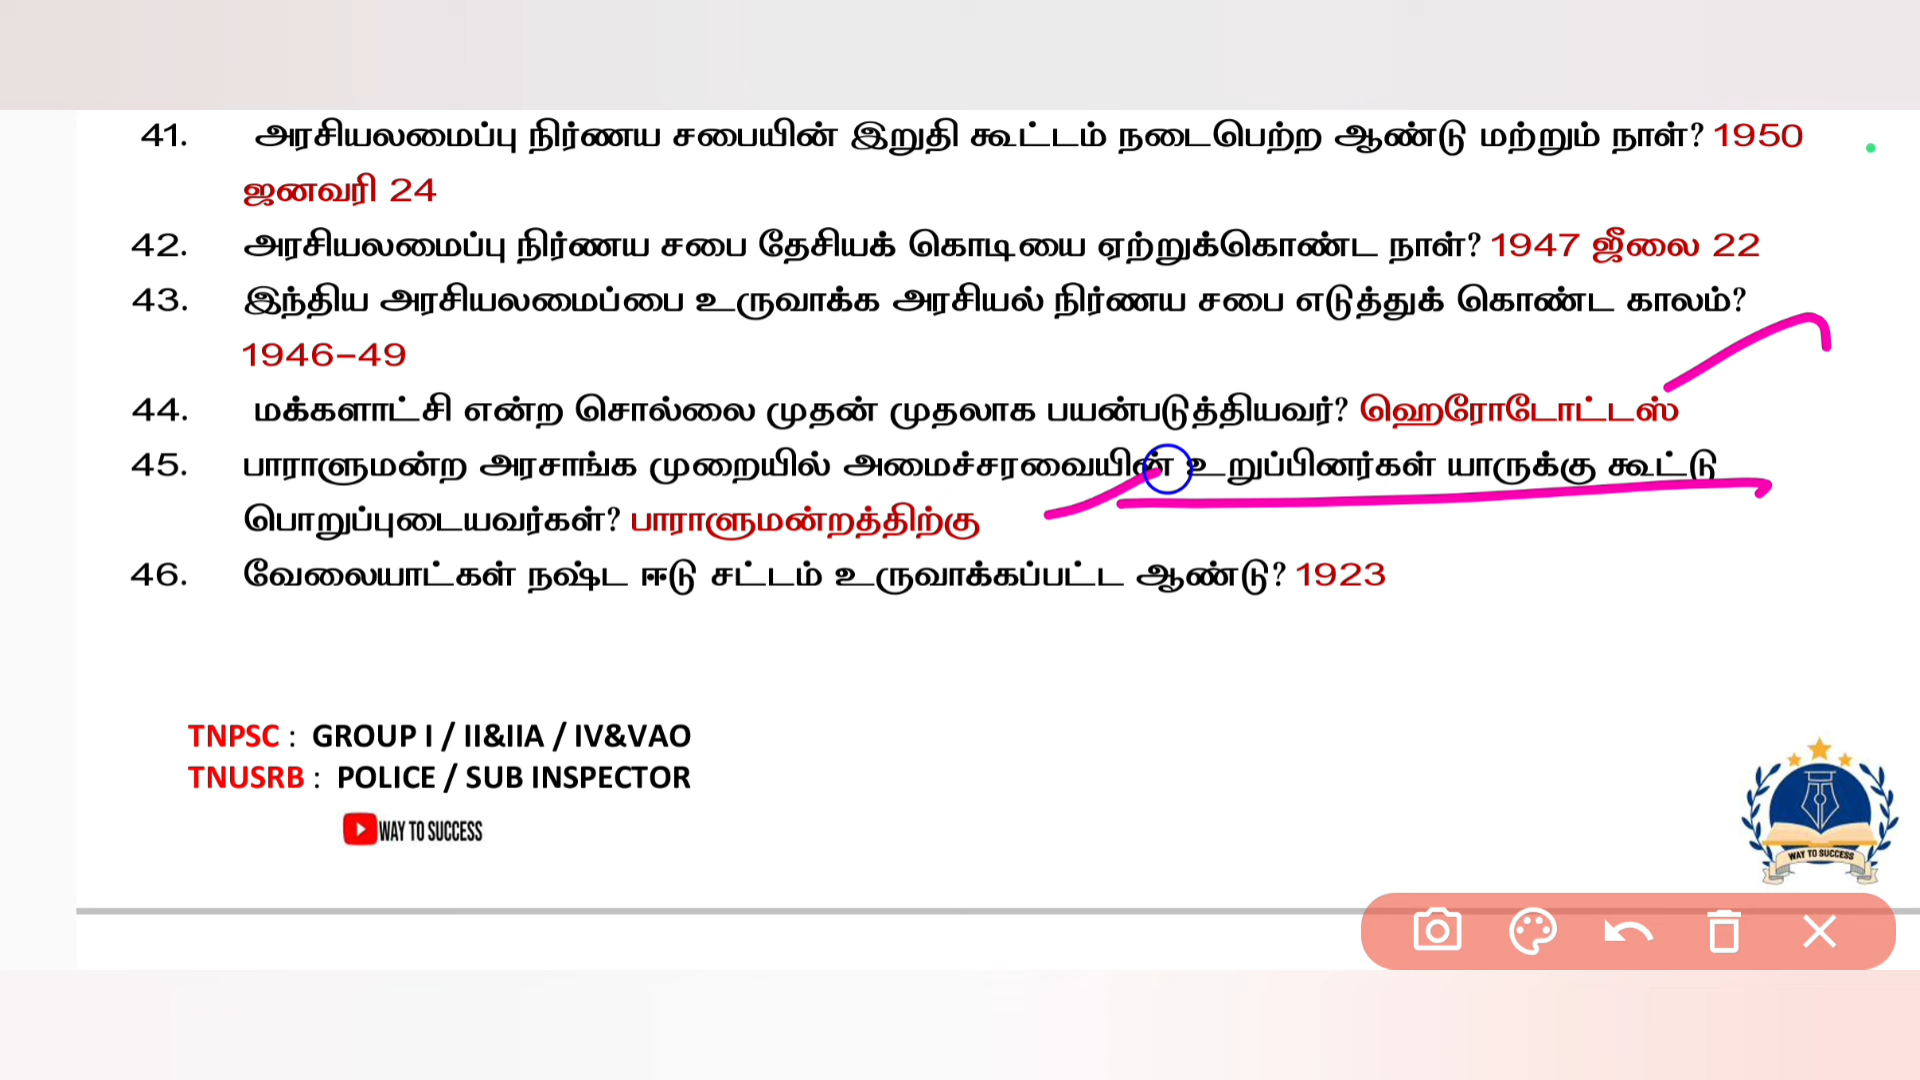 41. அரசியலமைப்பு நிர்ணய சபையின் இறுதி கூட்டம் நடைபெற்ற ஆண்டு மற்றும் நாள்? 1950
ஜனவரி 24
42. அரசியலமைப்பு நிர்ணய சபை தேசியக் கொடியை ஏற்றுக்கொண்ட நாள்? 1947 ஜீலை 22
43. இந்திய அரசியலமைப்பை உருவாக்க அரசியல் நிர்ணய சபை எடுத்துக் கொண்ட காலம்?
1946-49
44. மக்களாட்சி என்ற சொல்லை முதன் முதலாக பயன்படுத்தியவர்? ஹெரோடோட்டஸ்
45. பாராளுமன்ற அரசாங்க முறையில் அமைச்சரவையின் உறுப்பினர்கள் யாருக்கு கூட்டு
பொறுப்புடையவர்கள்? பாராளுமன்றத்திற்கு
46. வேலையாட்கள் நஷ்ட ஈடு சட்டம் உருவாக்கப்பட்ட ஆண்டு? 1923
TNPSC : GROUP I / II&IIA / IV&VAO
TNUSRB : POLICE / SUB INSPECTOR
WAY TO SUCCESS
WAY TO SUCCESS